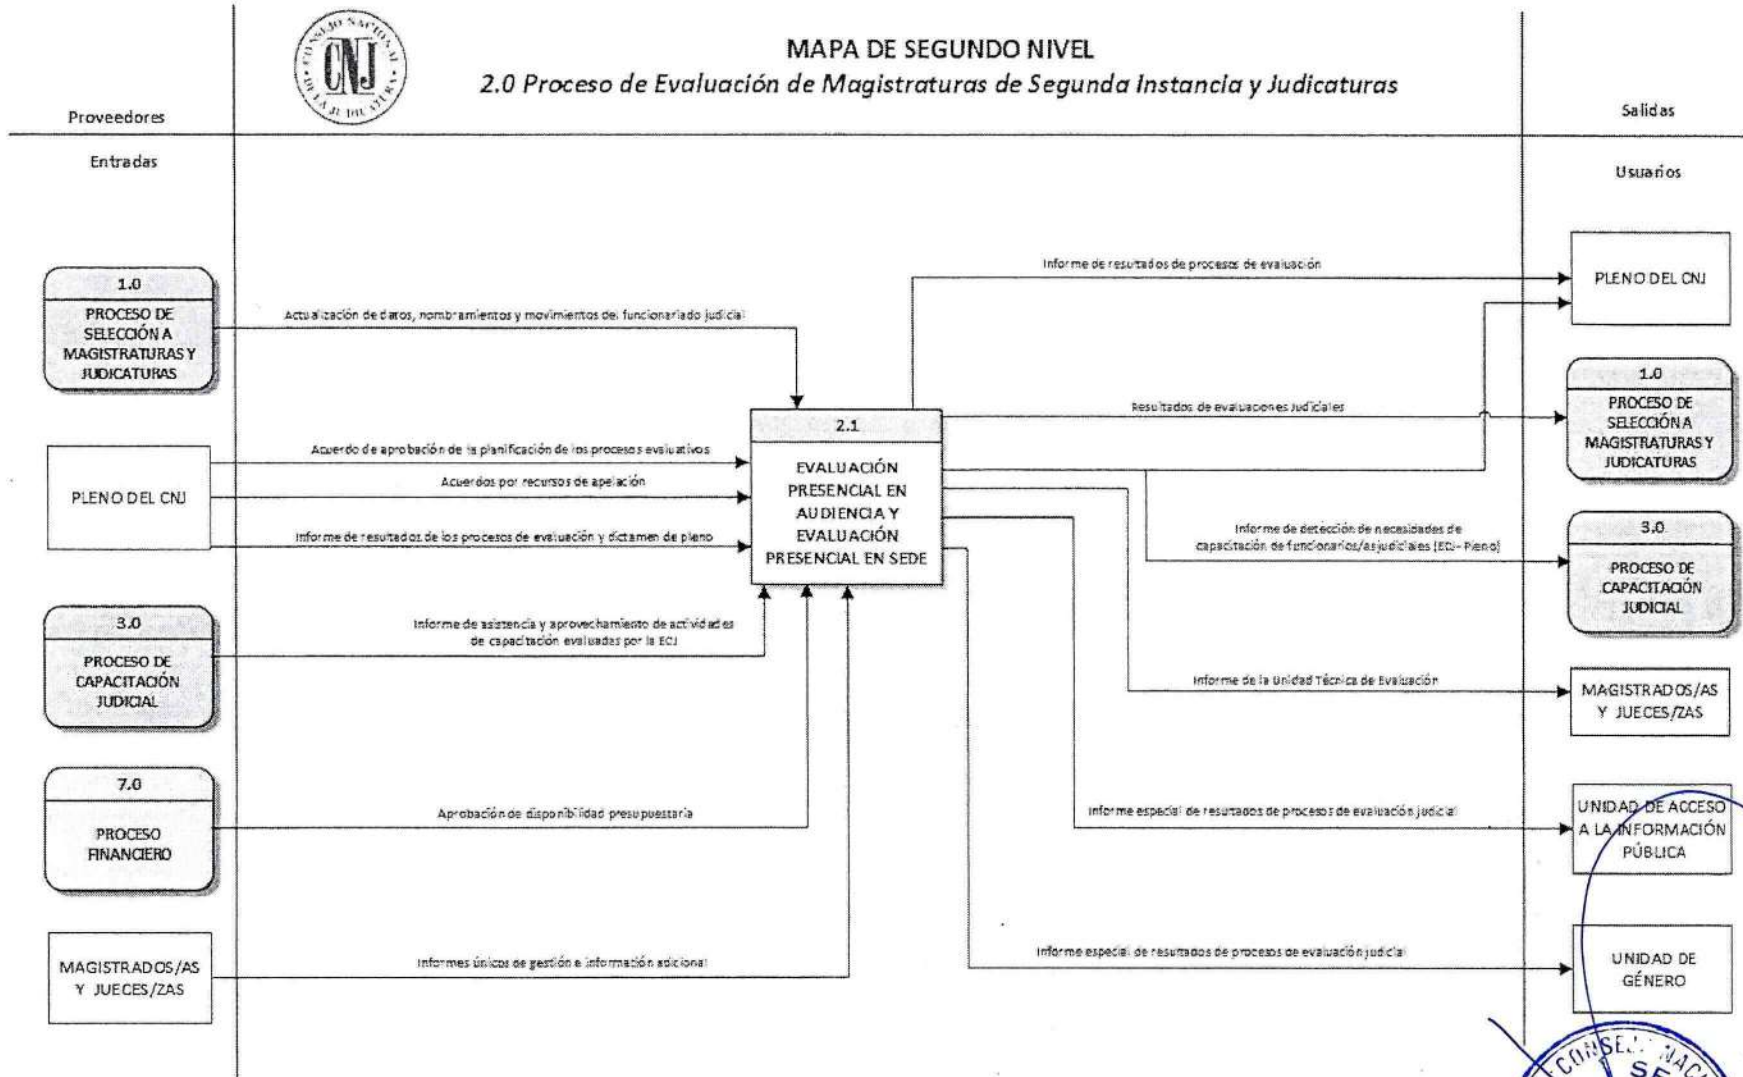 CONSEJO NACIONAL
DE LA JUDICATURA
CNJ
MAPA DE SEGUNDO NIVEL
2.0 Proceso de Evaluación de Magistraturas de Segunda Instancia y Judicaturas
Proveedores
Entradas
Salidas
Usuarios
1.0
PROCESO DE
SELECCIÓN A
MAGISTRATURAS Y
JUDICATURAS
PLENO DEL CNJ
3.0
PROCESO DE
CAPACITACIÓN
JUDICIAL
7.0
PROCESO
FINANCIERO
MAGISTRADOS/AS
Y JUECES/ZAS
Actualización de datos, nombramientos y movimientos del funcionariado judicial
Acuerdo de aprobación de la planificación de los procesos evaluativos
Acuerdos por recursos de apelación
Informe de resultados de los procesos de evaluación y dictamen de pleno
Informe de asistencia y aprovechamiento de actividades
de capacitación evaluadas por la ECJ
Aprobación de disponibilidad presupuestaria
Informes únicos de gestión e información adicional
2.1
EVALUACIÓN
PRESENCIAL EN
AUDIENCIA Y
EVALUACIÓN
PRESENCIAL EN SEDE
Informe de resultados de procesos de evaluación
Resultados de evaluaciones judiciales
Informe de detección de necesidades de
capacitación de funcionarios/as judiciales (ECJ - Pleno)
Informe de la Unidad Técnica de Evaluación
Informe especial de resultados de procesos de evaluación judicial
Informe especial de resultados de procesos de evaluación judicial
PLENO DEL CNJ
1.0
PROCESO DE
SELECCIÓN A
MAGISTRATURAS Y
JUDICATURAS
3.0
PROCESO DE
CAPACITACIÓN
JUDICIAL
MAGISTRADOS/AS
Y JUECES/ZAS
UNIDAD DE ACCESO
A LA INFORMACIÓN
PÚBLICA
UNIDAD DE
GÉNERO